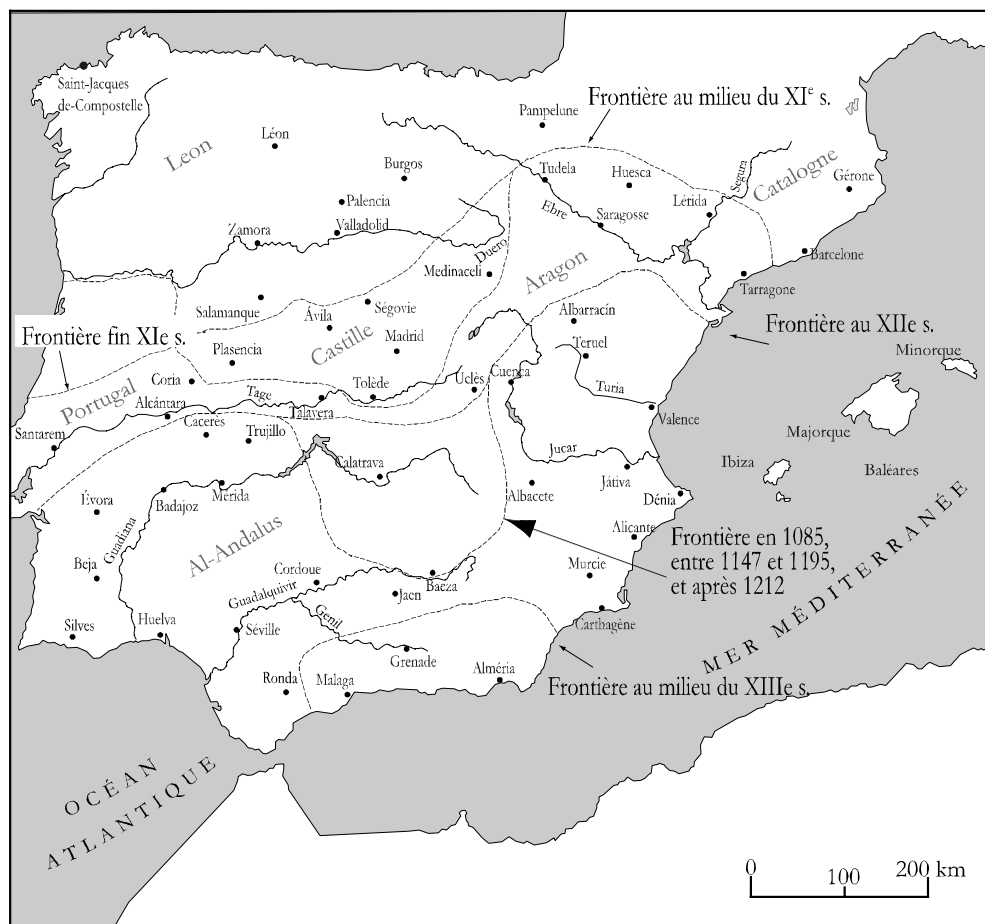 Saint-Jacques
de-Compostelle
Pampelune
Frontière au milieu du XIe s.
Léon
Leon
Burgos
Tudela
Huesca
Segura
Catalogne
Gérone
Palencia
Ebre
Lérida
Saragosse
Zamora
Valladolid
Duero
Barcelone
Medinaceli
Aragon
Tarragone
Salamanque
Ségovie
Ávila
Albarracín
Frontière fin XIe s.
Castille
Madrid
Teruel
Frontière au XIIe s.
Minorque
Plasencia
Coria
Tolède
Uclès
Cuenca
Turia
Portugal
Tage
Alcántara
Talavera
Valence
Santarem
Cacerès
Trujillo
Majorque
Jucar
Calatrava
Ibiza
Baléares
Évora
Badajoz
Mérida
Albacete
Játiva
Dénia
Guadiana
Al-Andalus
Alicante
Frontière en 1085,
entre 1147 et 1195,
et après 1212
Beja
Cordoue
Baeza
Murcie
Guadalquivir
Jaen
Silves
Huelva
Séville
Genil
Carthagène
Grenade
MER MÉDITERRANÉE
Ronda
Malaga
Alméria
Frontière au milieu du XIIIe s.
OCÉAN
ATLANTIQUE
0 100 200 km